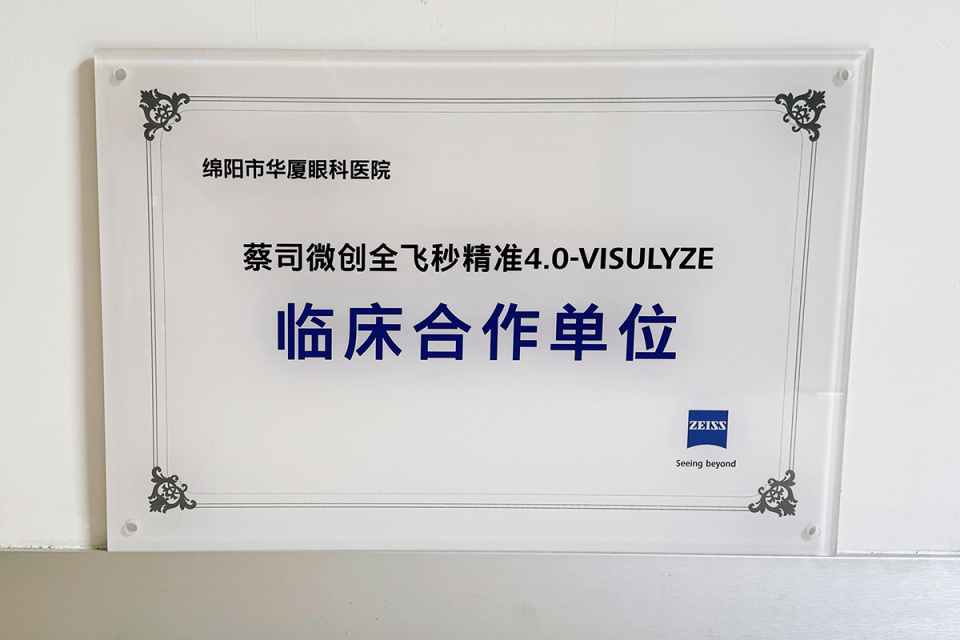 绵阳市华厦眼科医院
蔡司微创全飞秒精准4.0-VISULYZE
临床合作单位
ZEISS
Seeing beyond